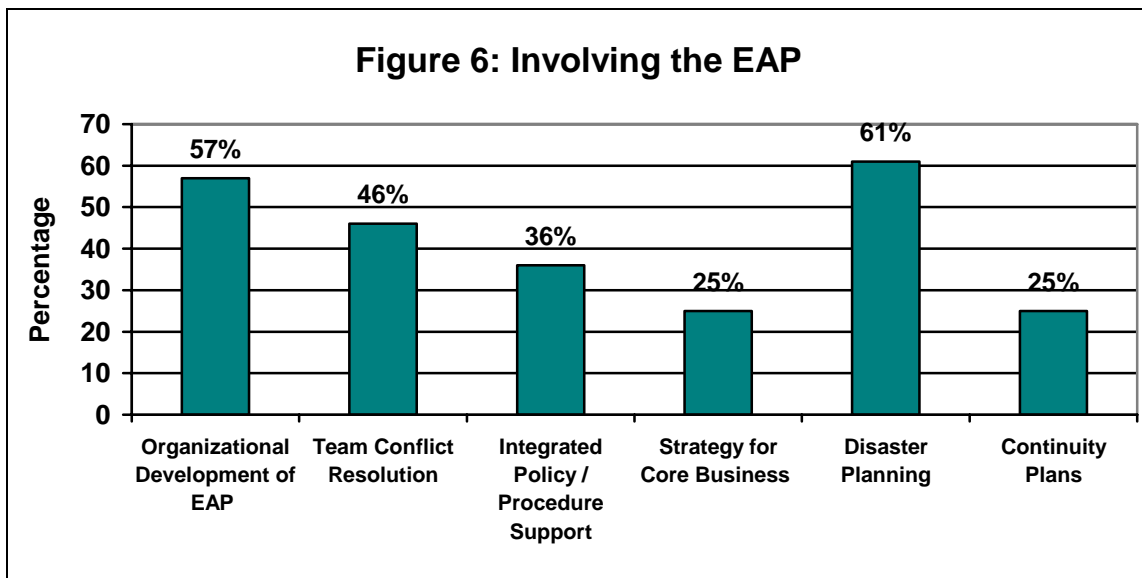 Figure 6: Involving the EAP
Percentage
70
60
50
40
30
20
10
0
57%
46%
36%
25%
61%
25%
Organizational
Development of
EAP
Team Conflict
Resolution
Integrated
Policy /
Procedure
Support
Strategy for
Core Business
Disaster
Planning
Continuity
Plans